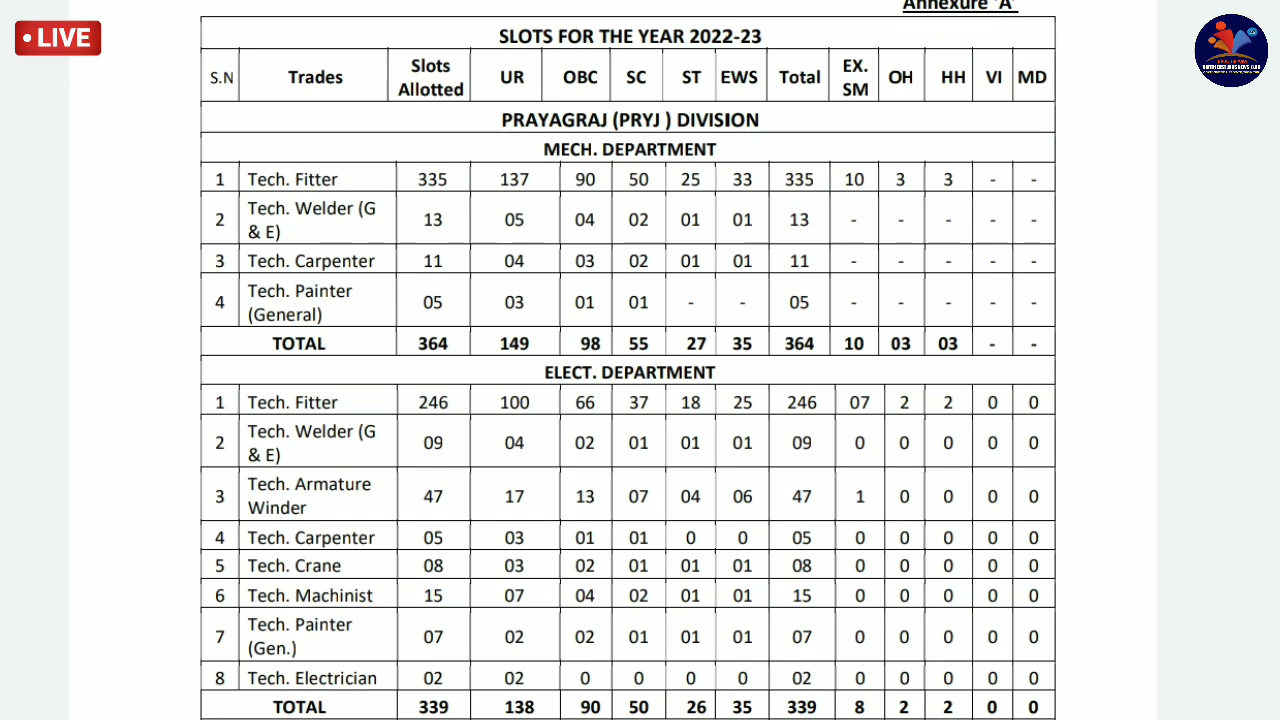 Annexure 'A'
LIVE
SLOTS FOR THE YEAR 2022-23
S.N Trades Slots Allotted UR OBC SC ST EWS Total EX. SM OH HH VI MD
PRAYAGRAJ (PRYJ ) DIVISION
MECH. DEPARTMENT
1 Tech. Fitter 335 137 90 50 25 33 335 10 3 3 - -
2 Tech. Welder (G & E) 13 05 04 02 01 01 13 - - - - -
3 Tech. Carpenter 11 04 03 02 01 01 11 - - - - -
4 Tech. Painter (General) 05 03 01 01 - - 05 - - - - -
TOTAL 364 149 98 55 27 35 364 10 03 03 - -
ELECT. DEPARTMENT
1 Tech. Fitter 246 100 66 37 18 25 246 07 2 2 0 0
2 Tech. Welder (G & E) 09 04 02 01 01 01 09 0 0 0 0 0
3 Tech. Armature Winder 47 17 13 07 04 06 47 1 0 0 0 0
4 Tech. Carpenter 05 03 01 01 0 0 05 0 0 0 0 0
5 Tech. Crane 08 03 02 01 01 01 08 0 0 0 0 0
6 Tech. Machinist 15 07 04 02 01 01 15 0 0 0 0 0
7 Tech. Painter (Gen.) 07 02 02 01 01 01 07 0 0 0 0 0
8 Tech. Electrician 02 02 0 0 0 0 02 0 0 0 0 0
TOTAL 339 138 90 50 26 35 339 8 2 2 0 0